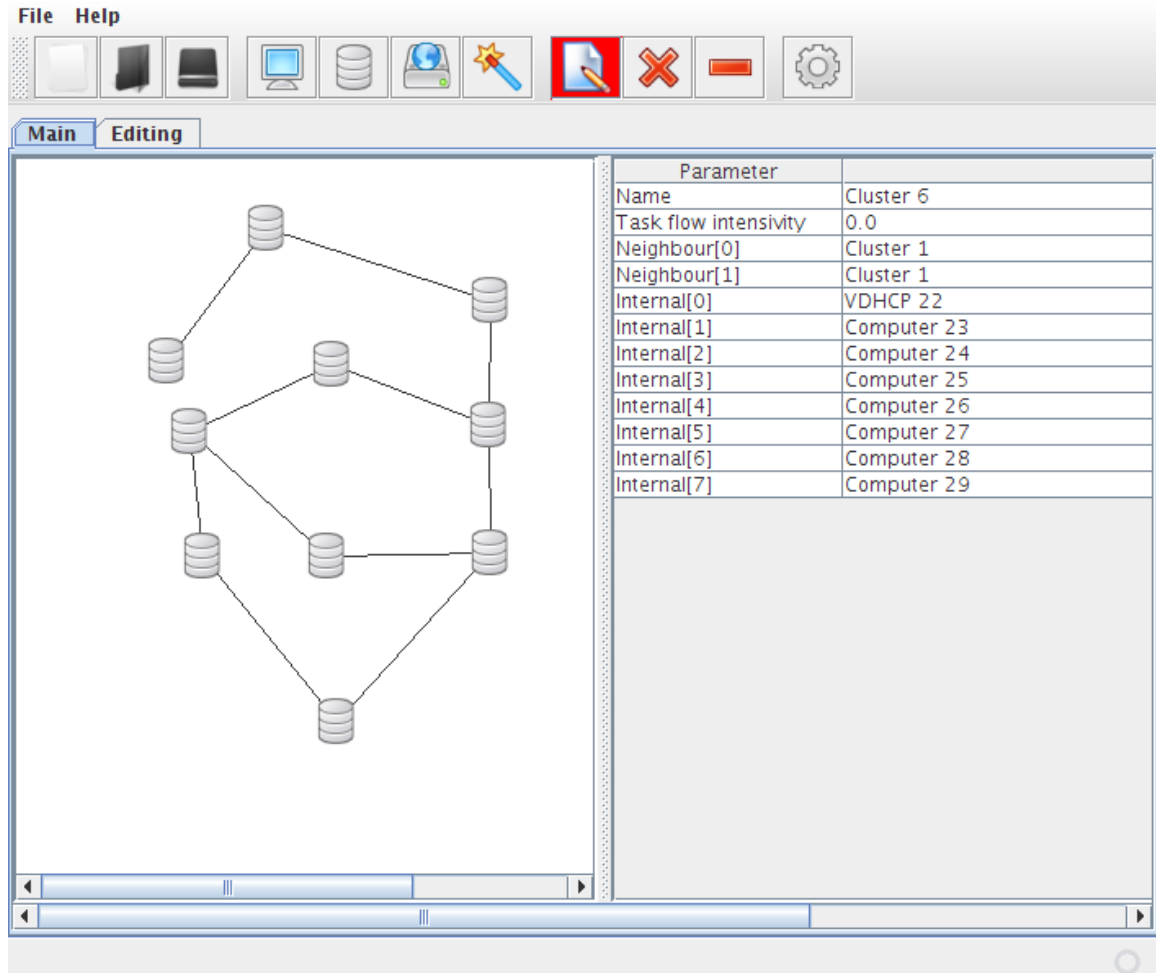 File Help
Main Editing
Parameter
Name Cluster 6
Task flow intensivity 0.0
Neighbour[0] Cluster 1
Neighbour[1] Cluster 1
Internal[0] VDHCP 22
Internal[1] Computer 23
Internal[2] Computer 24
Internal[3] Computer 25
Internal[4] Computer 26
Internal[5] Computer 27
Internal[6] Computer 28
Internal[7] Computer 29